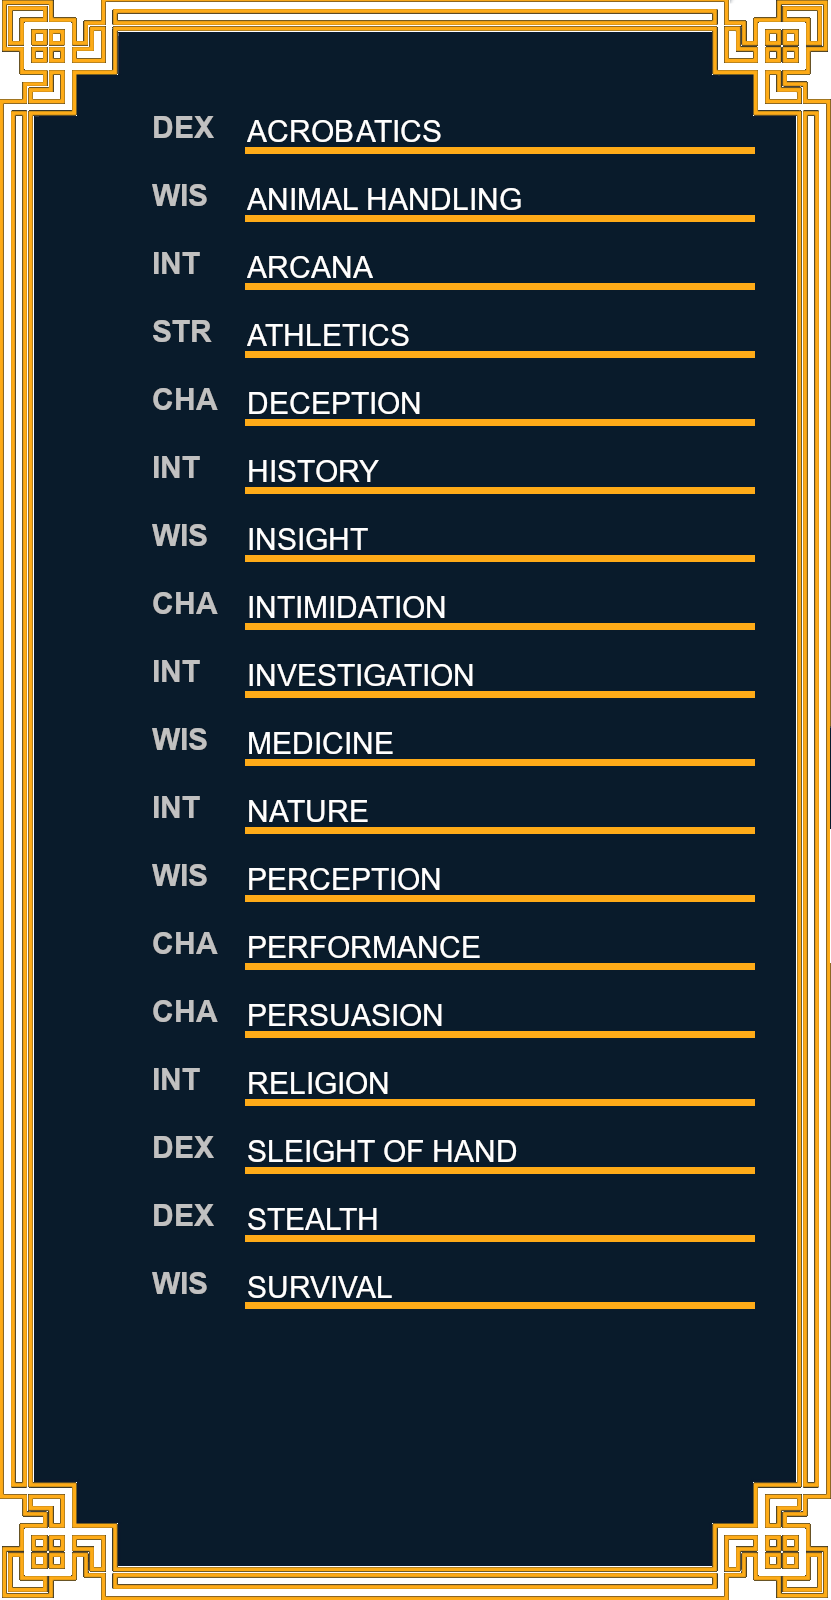 DEX ACROBATICS
WIS ANIMAL HANDLING
INT ARCANA
STR ATHLETICS
CHA DECEPTION
INT HISTORY
WIS INSIGHT
CHA INTIMIDATION
INT INVESTIGATION
WIS MEDICINE
INT NATURE
WIS PERCEPTION
CHA PERFORMANCE
CHA PERSUASION
INT RELIGION
DEX SLEIGHT OF HAND
DEX STEALTH
WIS SURVIVAL